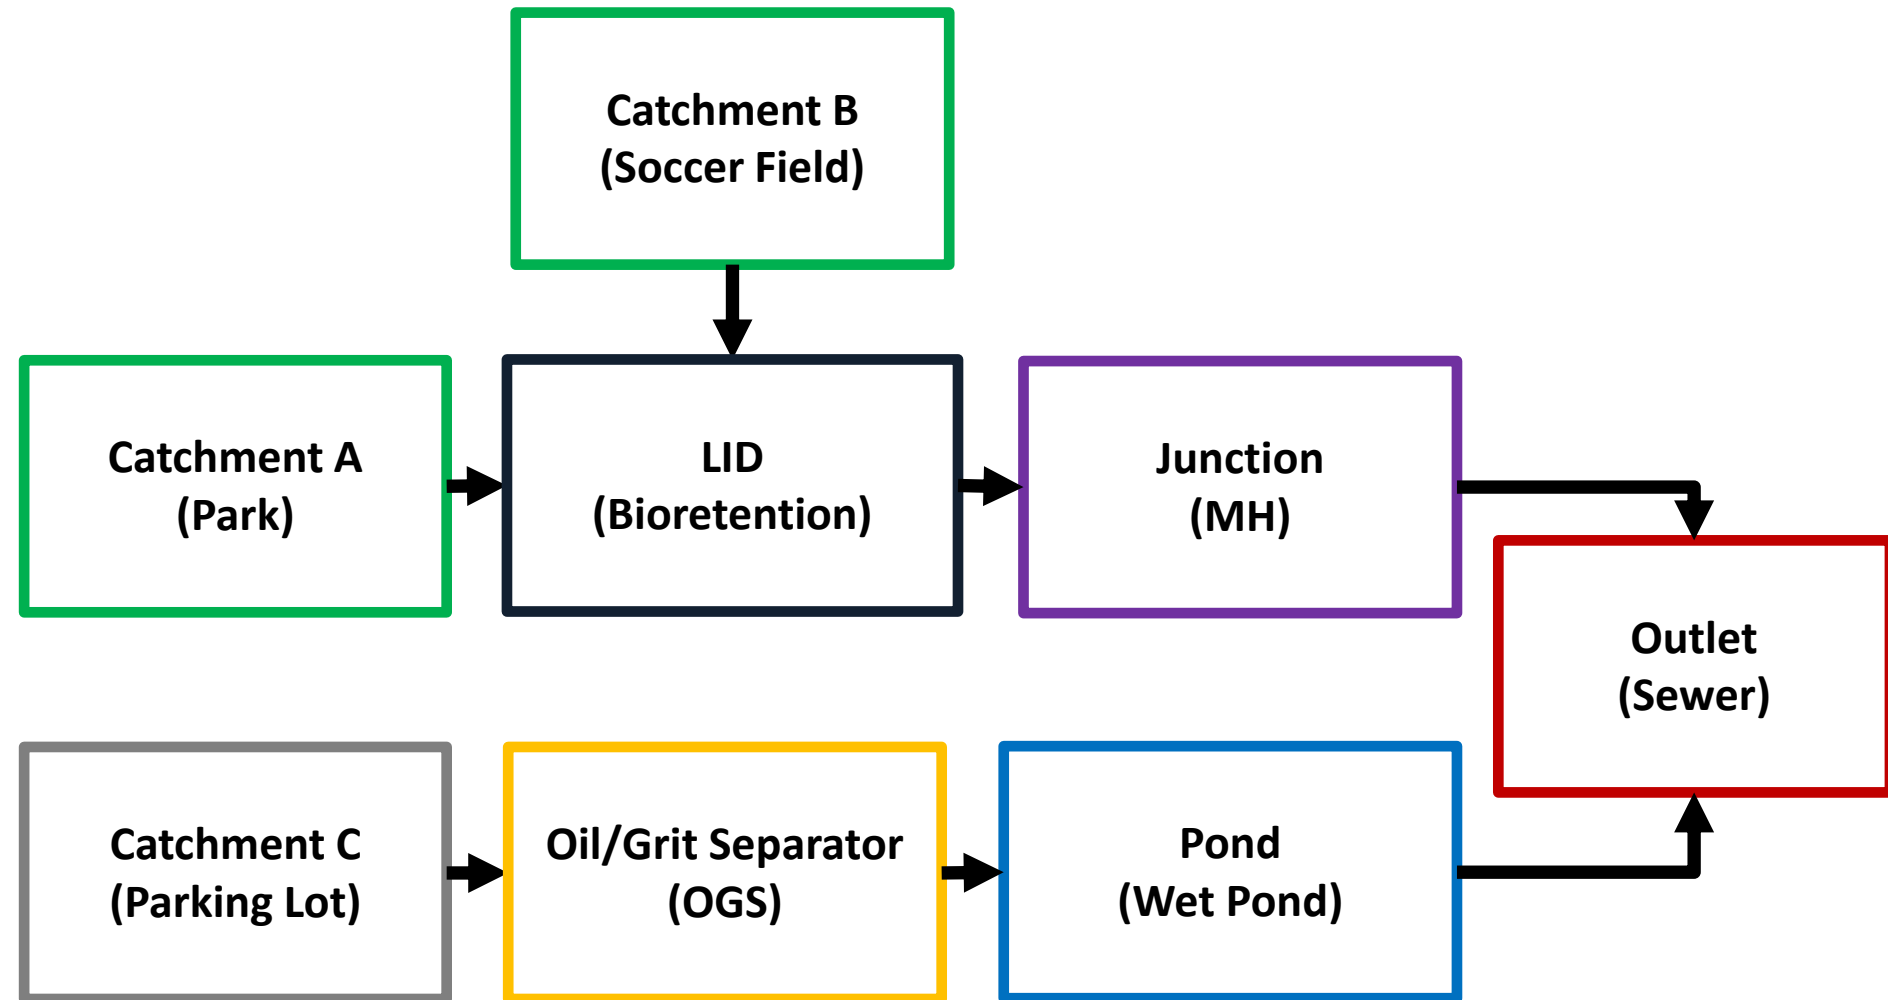 Catchment B
(Soccer Field)
Catchment A
(Park)
LID
(Bioretention)
Junction
(MH)
Outlet
(Sewer)
Catchment C
(Parking Lot)
Oil/Grit Separator
(OGS)
Pond
(Wet Pond)